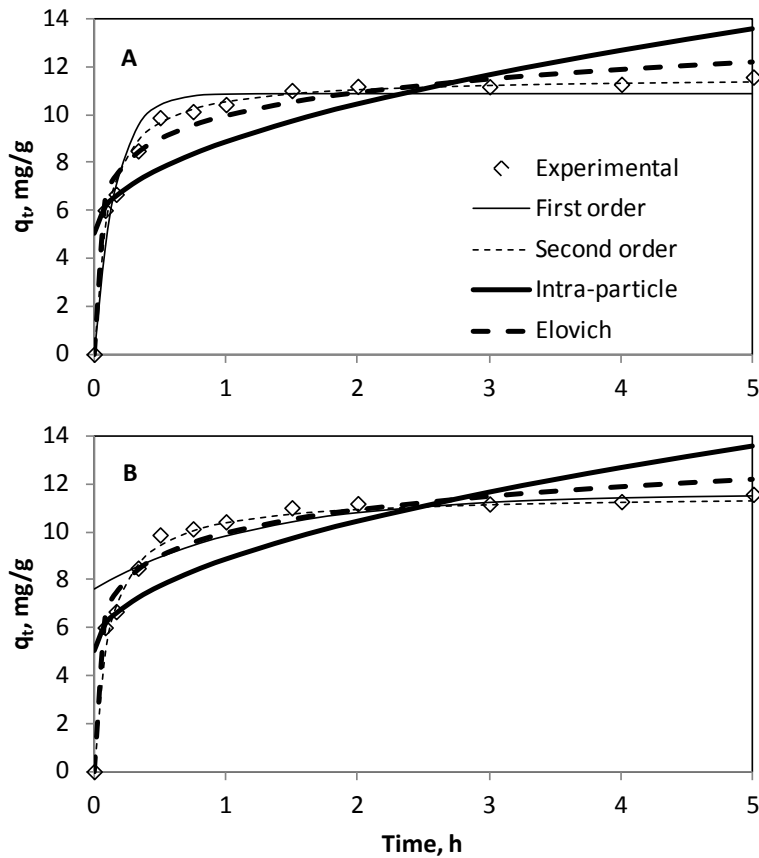 14
12
10
8
6
4
2
0
qt, mg/g
A
Experimental
First order
Second order
Intra-particle
Elovich
0 1 2 3 4 5
14
12
10
8
6
4
2
0
qt, mg/g
B
0 1 2 3 4 5
Time, h